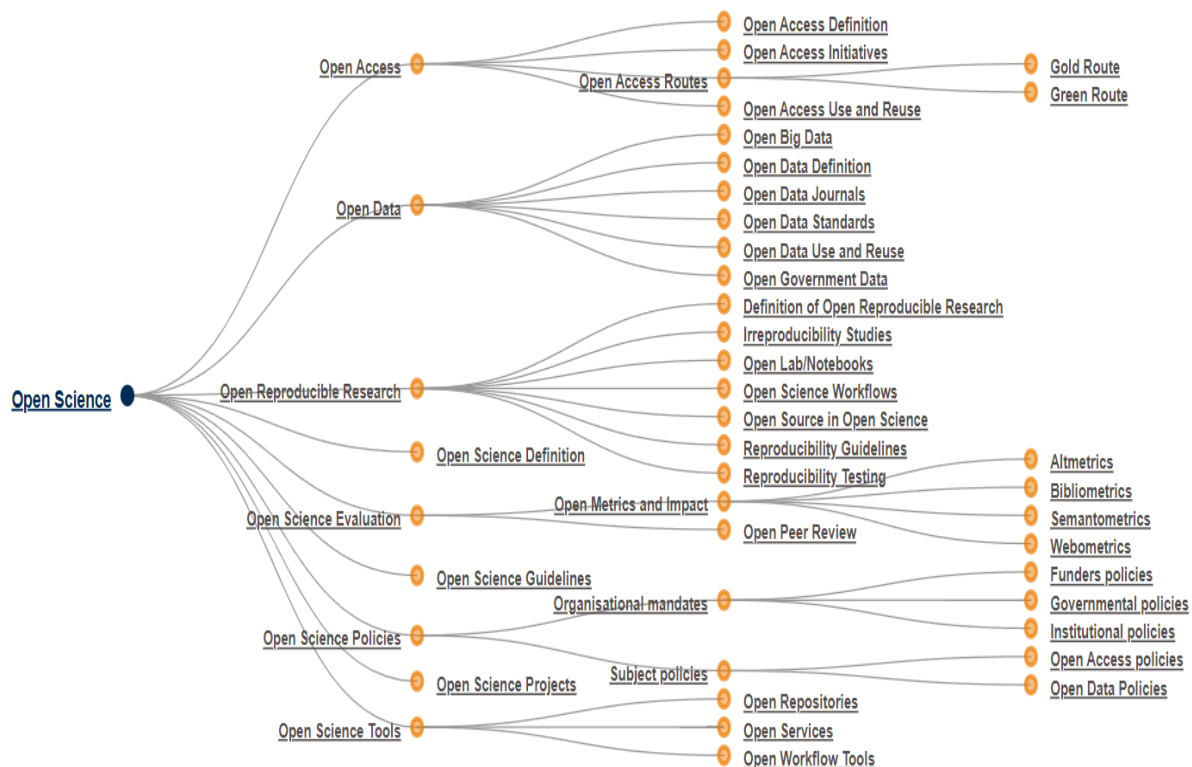 Open Science
Open Access
Open Access Definition
Open Access Initiatives
Open Access Routes
Gold Route
Green Route
Open Access Use and Reuse
Open Data
Open Big Data
Open Data Definition
Open Data Journals
Open Data Standards
Open Data Use and Reuse
Open Government Data
Open Reproducible Research
Definition of Open Reproducible Research
Irreproducibility Studies
Open Lab/Notebooks
Open Science Workflows
Open Source in Open Science
Reproducibility Guidelines
Reproducibility Testing
Open Science Definition
Open Science Evaluation
Open Metrics and Impact
Altmetrics
Bibliometrics
Semantometrics
Webometrics
Open Peer Review
Open Science Guidelines
Open Science Policies
Organisational mandates
Funders policies
Governmental policies
Institutional policies
Subject policies
Open Access policies
Open Data Policies
Open Science Projects
Open Science Tools
Open Repositories
Open Services
Open Workflow Tools